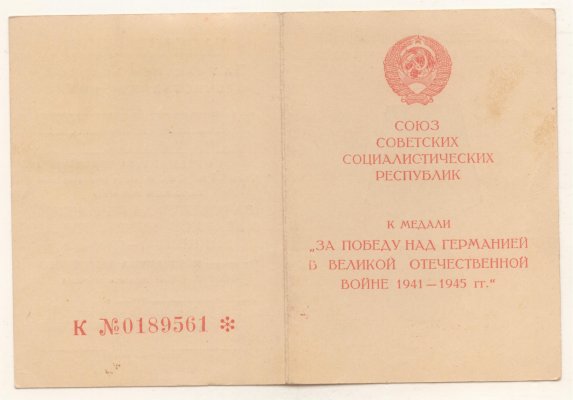 К №0189561 *
СОЮЗ
СОВЕТСКИХ
СОЦИАЛИСТИЧЕСКИХ
РЕСПУБЛИК
К МЕДАЛИ
„ЗА ПОБЕДУ НАД ГЕРМАНИЕЙ
В ВЕЛИКОЙ ОТЕЧЕСТВЕННОЙ
ВОЙНЕ 1941—1945 гг.“